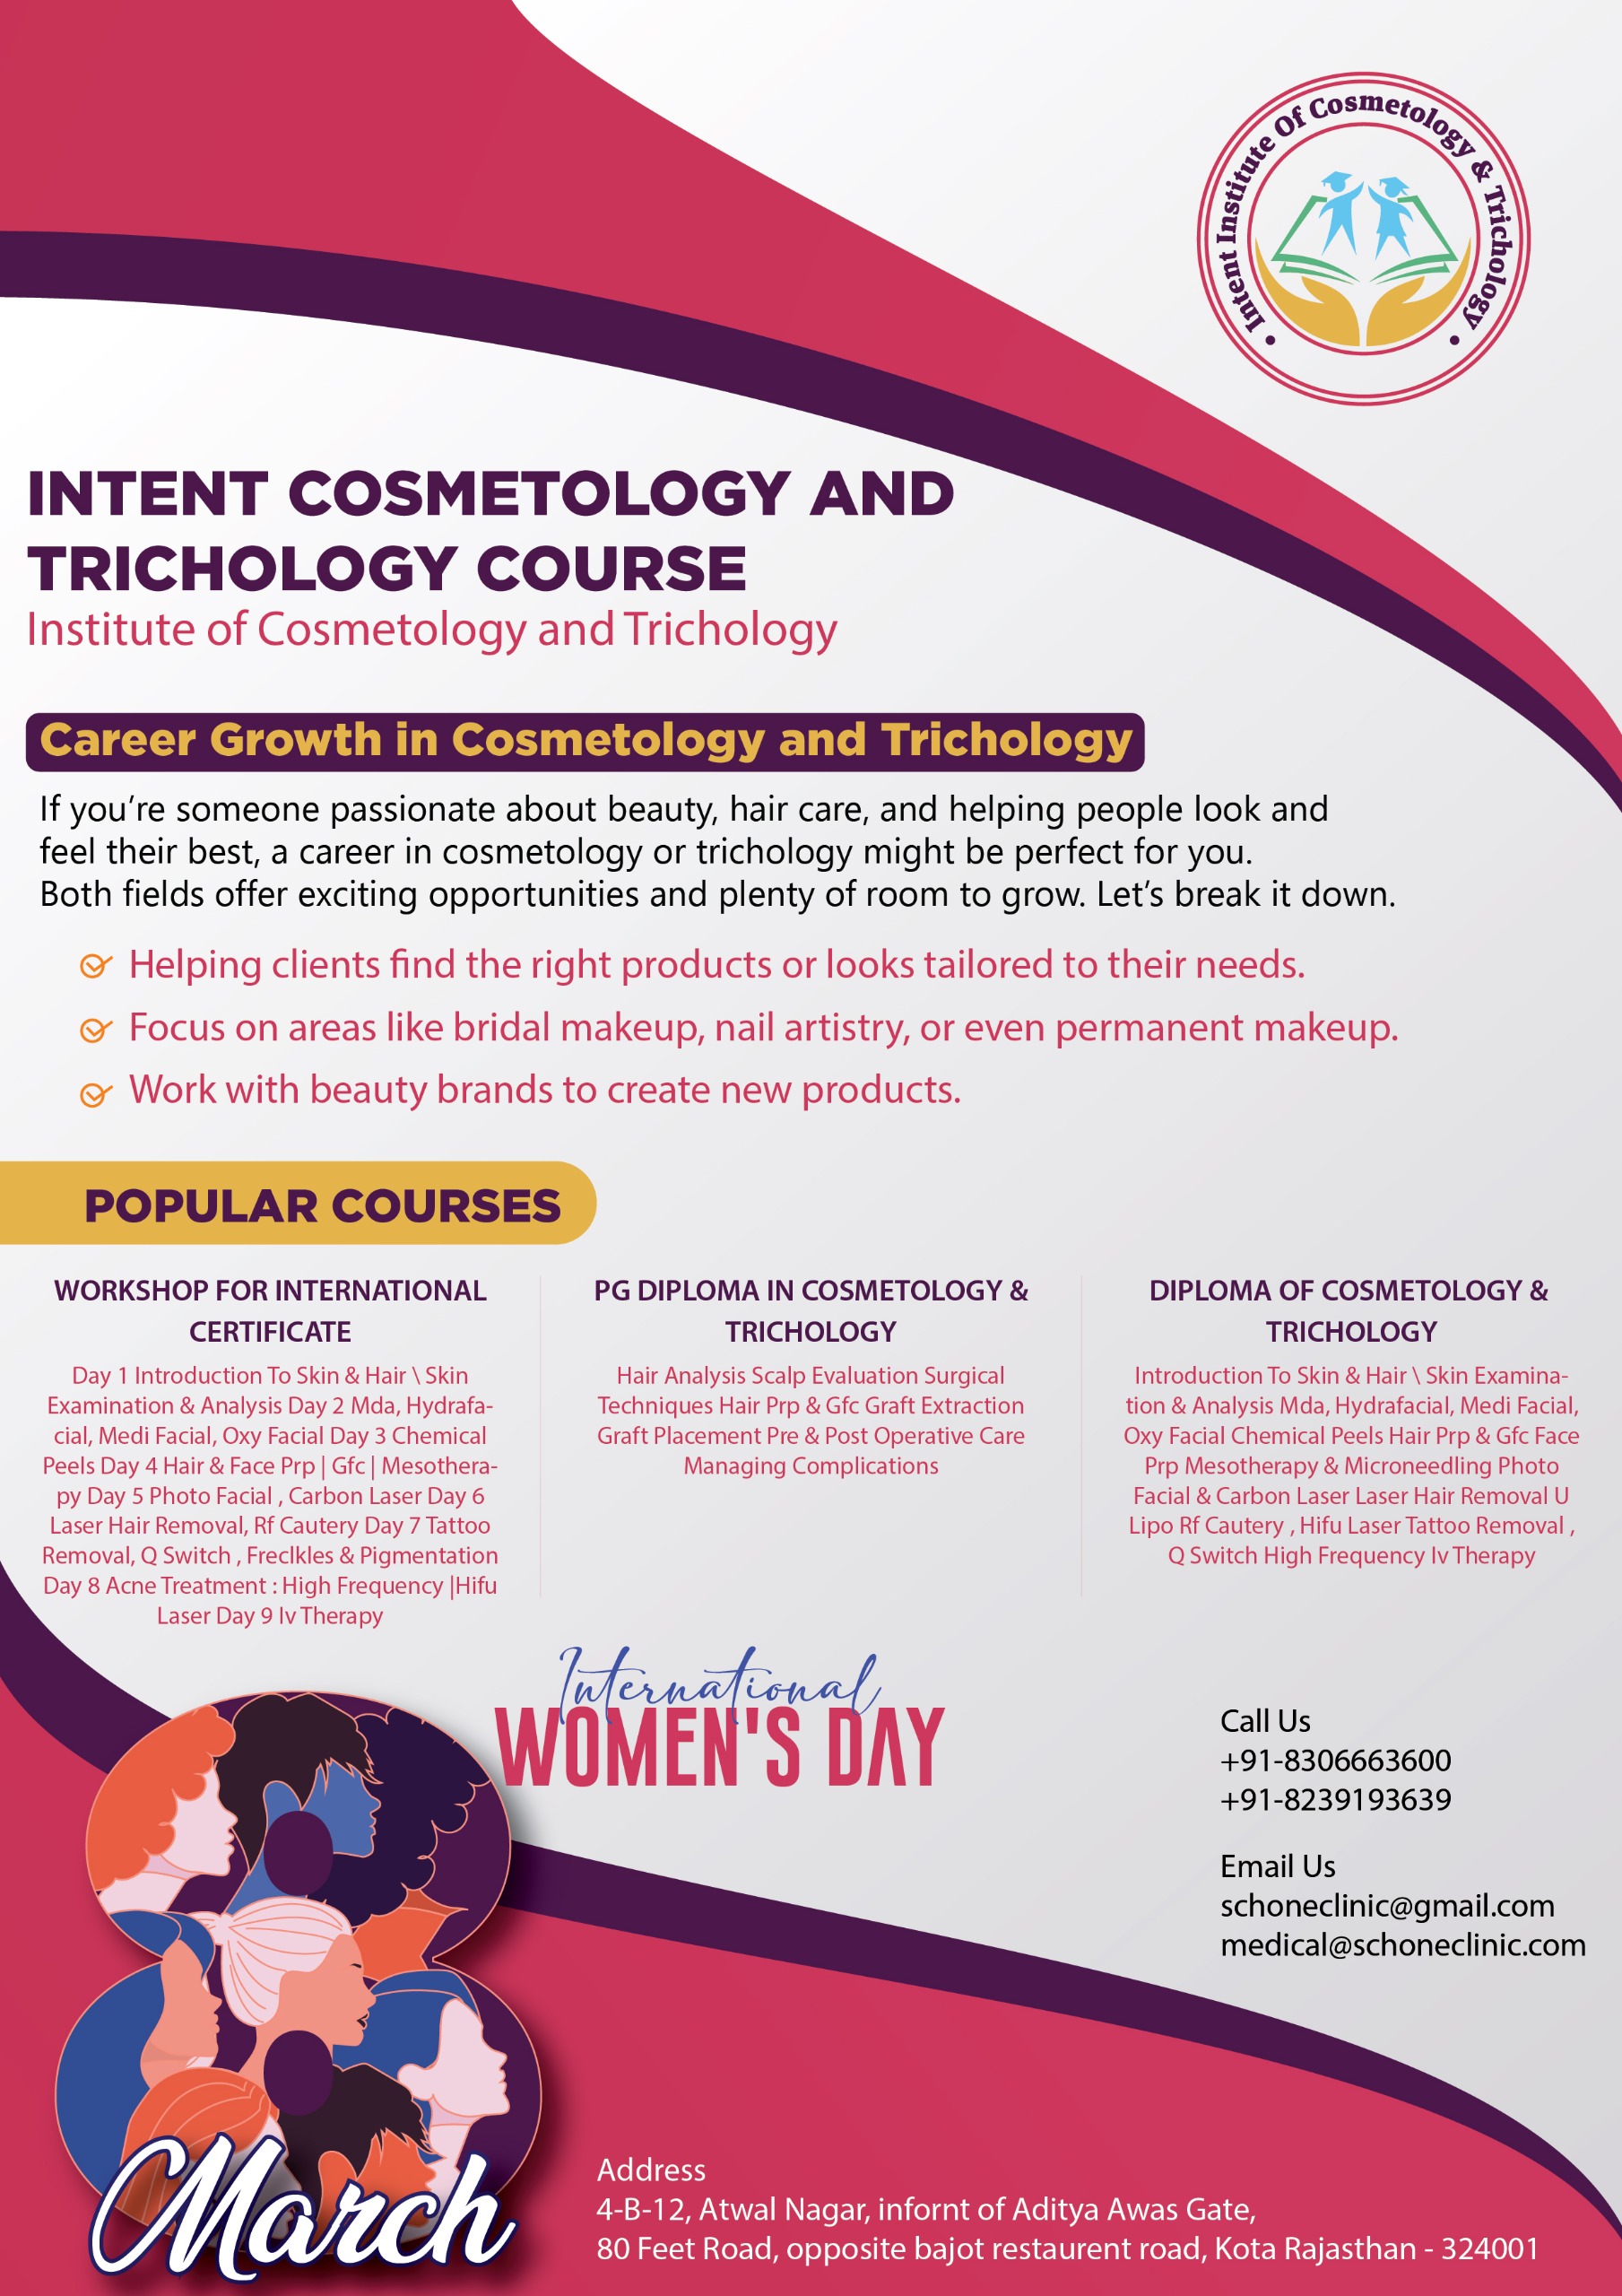 Intent Institute Of Cosmetology & Trichology
INTENT COSMETOLOGY AND
TRICHOLOGY COURSE
Institute of Cosmetology and Trichology
Career Growth in Cosmetology and Trichology
If you’re someone passionate about beauty, hair care, and helping people look and
feel their best, a career in cosmetology or trichology might be perfect for you.
Both fields offer exciting opportunities and plenty of room to grow. Let’s break it down.
Helping clients find the right products or looks tailored to their needs.
Focus on areas like bridal makeup, nail artistry, or even permanent makeup.
Work with beauty brands to create new products.
POPULAR COURSES
WORKSHOP FOR INTERNATIONAL
CERTIFICATE
Day 1 Introduction To Skin & Hair \ Skin
Examination & Analysis Day 2 Mda, Hydrafa-
cial, Medi Facial, Oxy Facial Day 3 Chemical
Peels Day 4 Hair & Face Prp | Gfc | Mesothera-
py Day 5 Photo Facial , Carbon Laser Day 6
Laser Hair Removal, Rf Cautery Day 7 Tattoo
Removal, Q Switch , Freclkles & Pigmentation
Day 8 Acne Treatment : High Frequency |Hifu
Laser Day 9 Iv Therapy
PG DIPLOMA IN COSMETOLOGY &
TRICHOLOGY
Hair Analysis Scalp Evaluation Surgical
Techniques Hair Prp & Gfc Graft Extraction
Graft Placement Pre & Post Operative Care
Managing Complications
DIPLOMA OF COSMETOLOGY &
TRICHOLOGY
Introduction To Skin & Hair \ Skin Examina-
tion & Analysis Mda, Hydrafacial, Medi Facial,
Oxy Facial Chemical Peels Hair Prp & Gfc Face
Prp Mesotherapy & Microneedling Photo
Facial & Carbon Laser Laser Hair Removal U
Lipo Rf Cautery , Hifu Laser Tattoo Removal ,
Q Switch High Frequency Iv Therapy
International
WOMEN'S DAY
8
March
Call Us
+91-8306663600
+91-8239193639
Email Us
schoneclinic@gmail.com
medical@schoneclinic.com
Address
4-B-12, Atwal Nagar, infornt of Aditya Awas Gate,
80 Feet Road, opposite bajot restaurent road, Kota Rajasthan - 324001